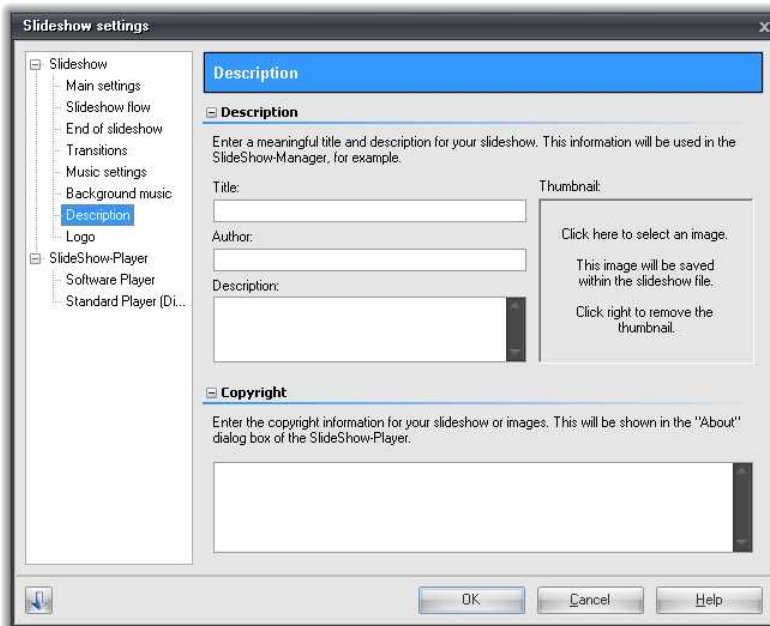 Slideshow settings
x
Slideshow
Main settings
Slideshow flow
End of slideshow
Transitions
Music settings
Background music
Description
Logo
SlideShow-Player
Software Player
Standard Player (Di...
Description
Description
Enter a meaningful title and description for your slideshow. This information will be used in the
SlideShow-Manager, for example.
Title:
Author:
Description:
Thumbnail:
Click here to select an image.
This image will be saved
within the slideshow file.
Click right to remove the
thumbnail.
Copyright
Enter the copyright information for your slideshow or images. This will be shown in the "About"
dialog box of the SlideShow-Player.
OK
Cancel
Help